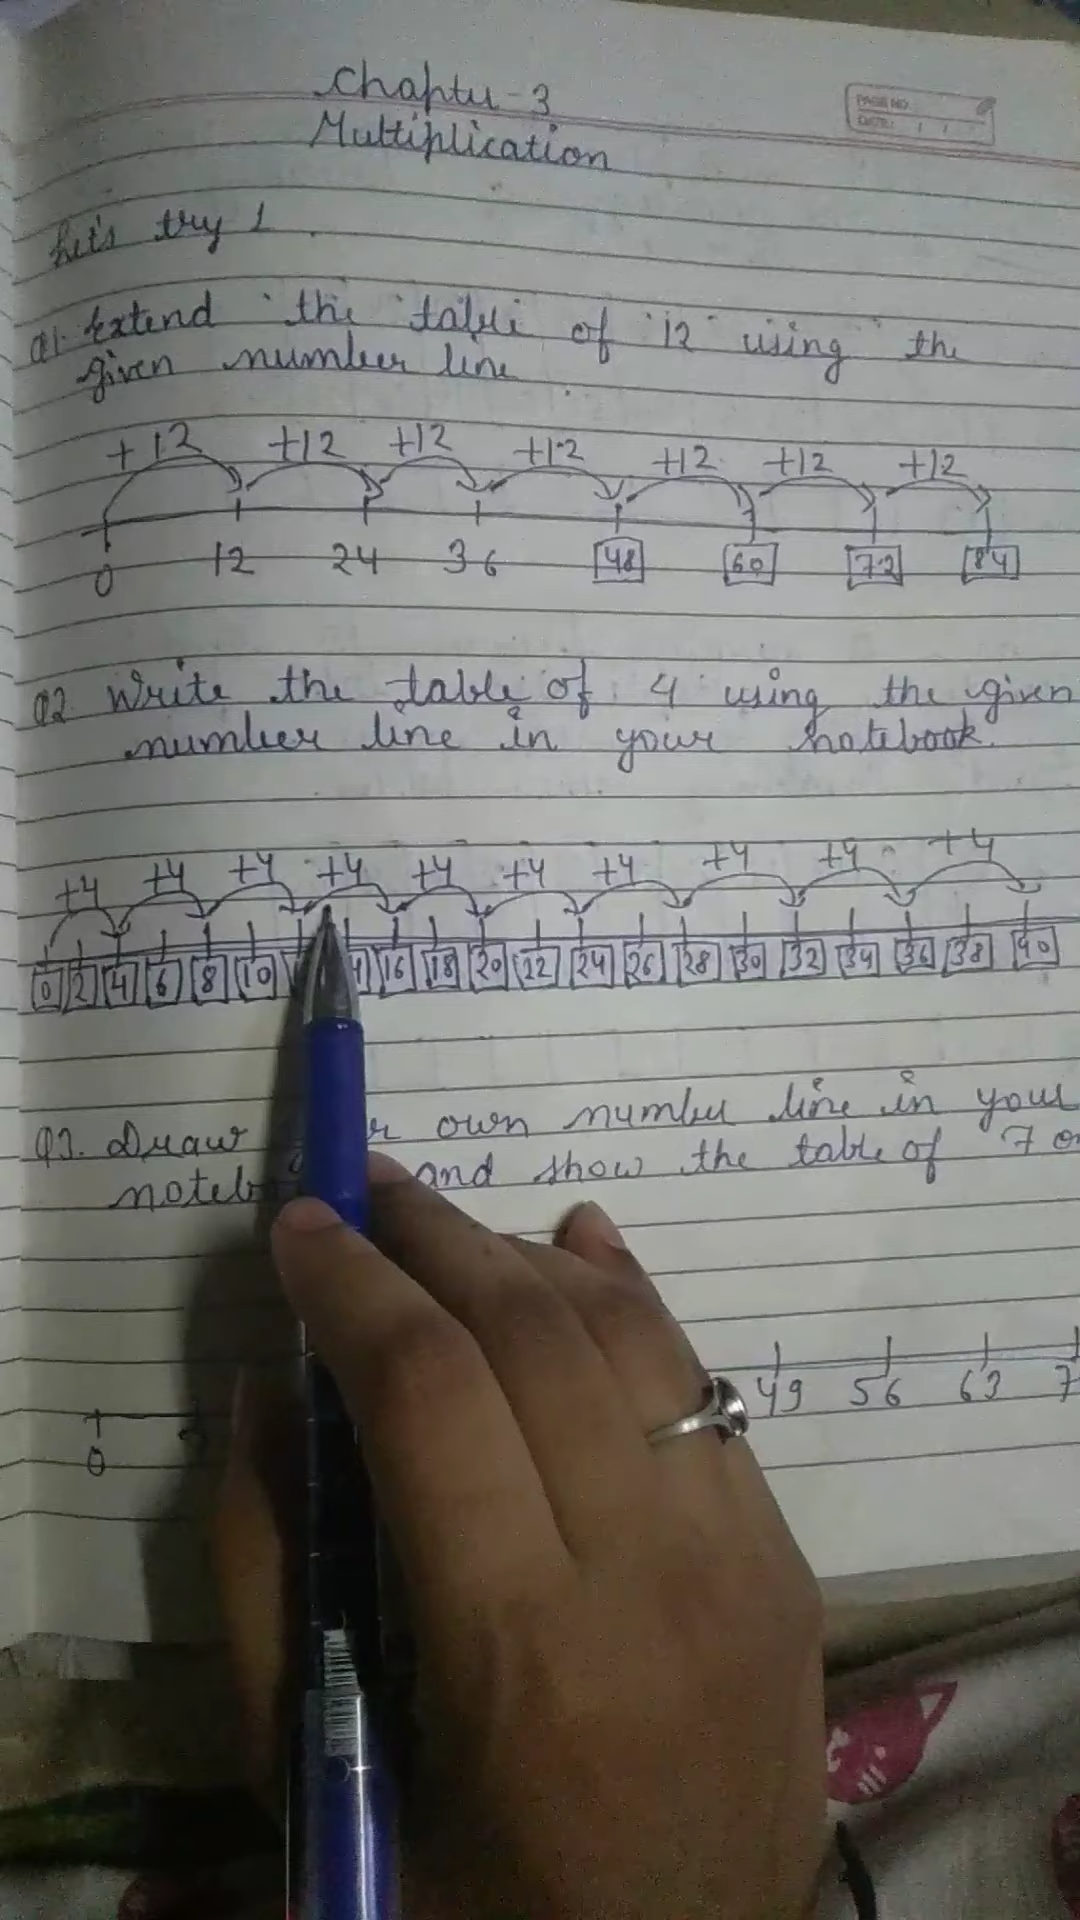 Chapter-3
Multiplication
PAGE NO.
DATE: / /
Let's try 1
Q1. Extend the table of 12 using the
given number line
+12 +12 +12 +12 +12 +12 +12
0 12 24 36 48 60 72 84
Q2 Write the table of 4 using the given
number line in your notebook.
+4 +4 +4 +4 +4 +4 +4 +4 +4 +4
0 2 4 6 8 10 16 18 20 22 24 26 28 30 32 34 36 38 40
Q3. Draw own number line in your
and show the table of 7 on
0 49 56 63